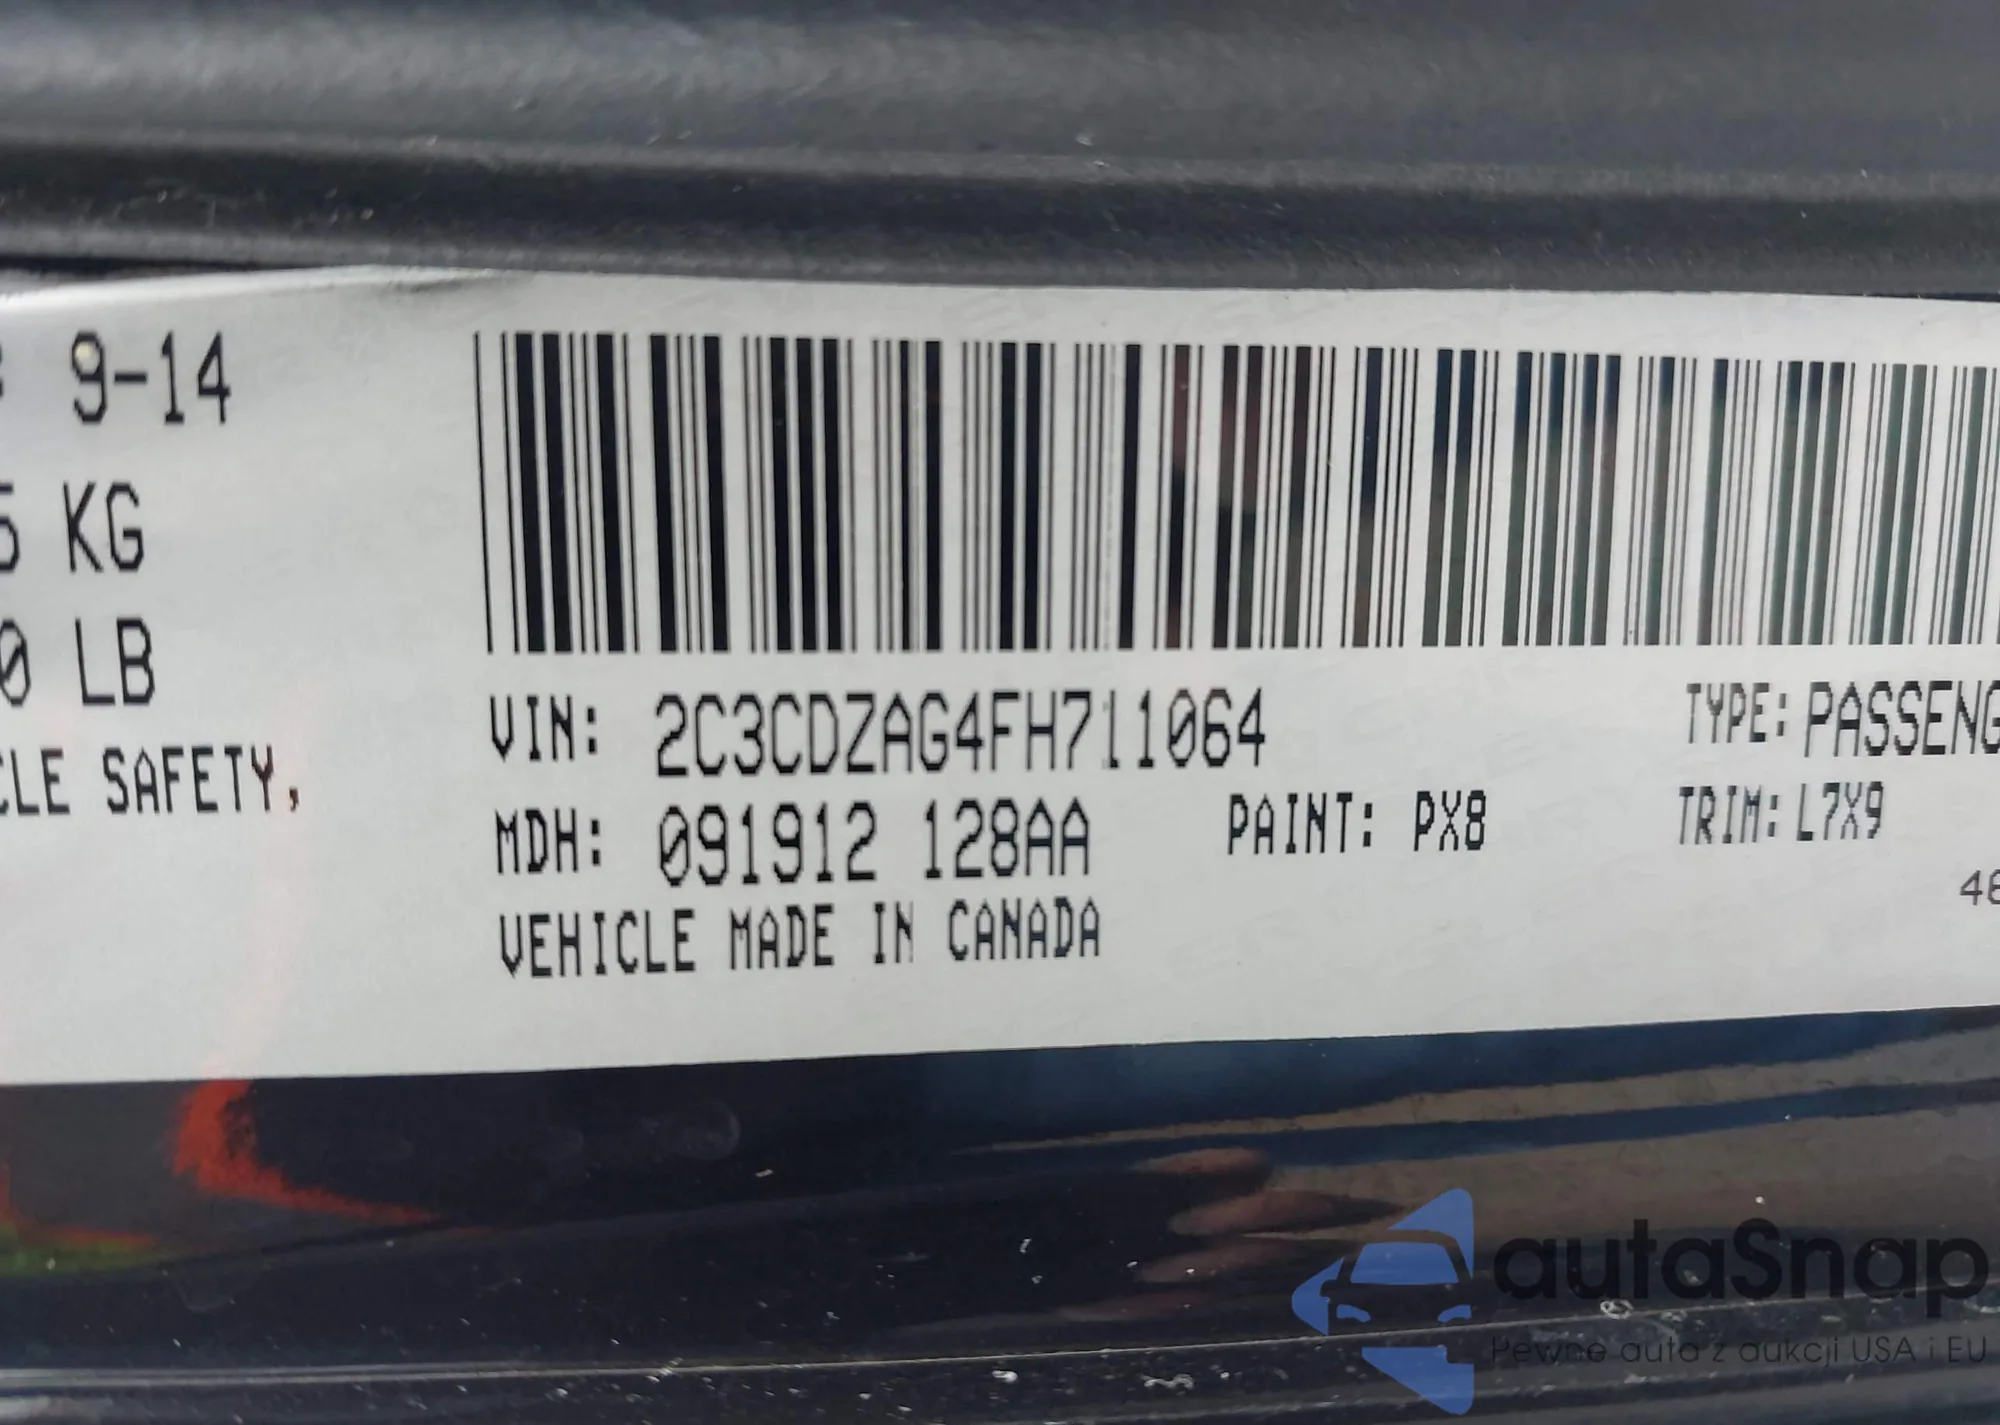 : 9-14
5 KG
0 LB
CLE SAFETY,
VIN: 2C3CDZAG4FH711064
TYPE: PASSENG
MDH: 091912 128AA
PAINT: PX8
TRIM: L7X9
VEHICLE MADE IN CANADA
48
autaSnap
Pewne auta z aukcji USA i EU